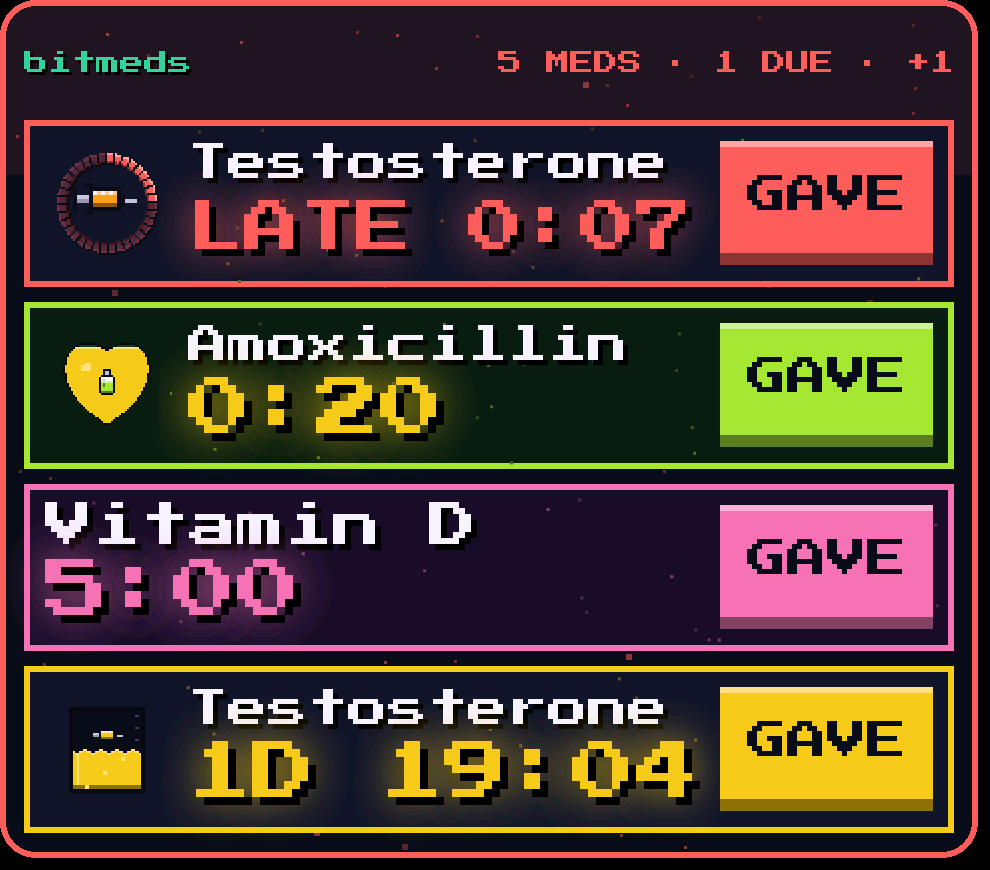 bitmeds
5 MEDS · 1 DUE · +1
Testosterone
LATE 0:07
GAVE
Amoxicillin
0:20
GAVE
Vitamin D
5:00
GAVE
Testosterone
1D 19:04
GAVE